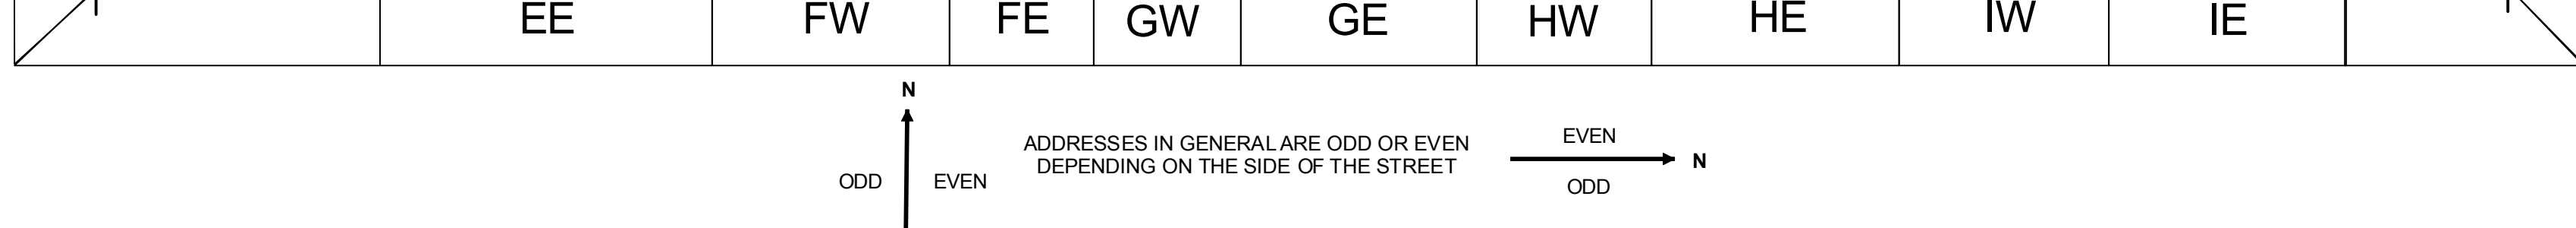 EE FW FE GW GE HW HE IW IE
N
ADDRESSES IN GENERAL ARE ODD OR EVEN
DEPENDING ON THE SIDE OF THE STREET
ODD EVEN
EVEN
N
ODD